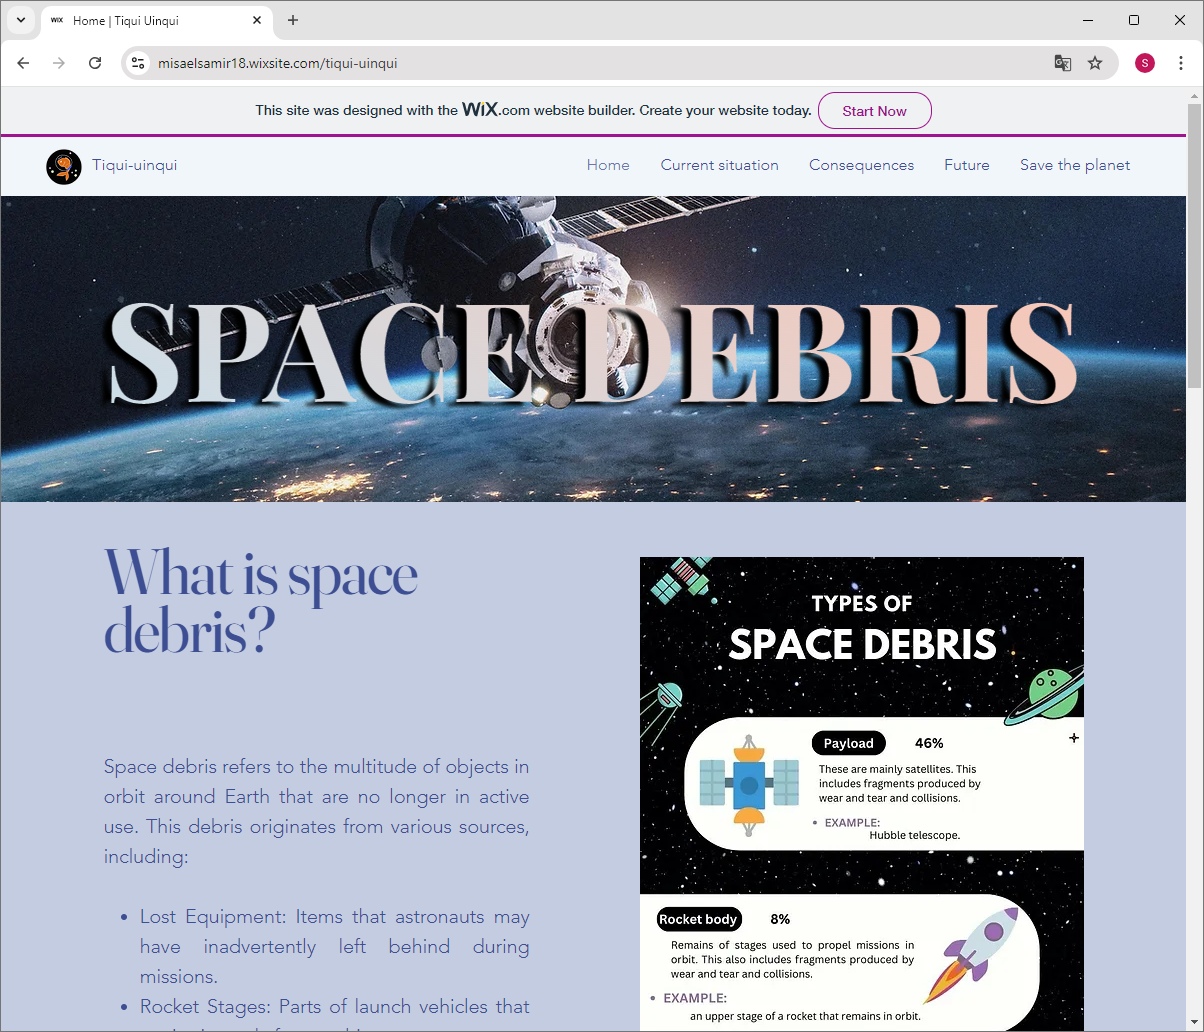 WiX Home | Tiqui Uinqui
misaelsamir18.wixsite.com/tiqui-uinqui
S
This site was designed with the WiX.com website builder. Create your website today. Start Now
Tiqui-uinqui Home Current situation Consequences Future Save the planet
SPACE DEBRIS
What is space
debris?
Space debris refers to the multitude of objects in
orbit around Earth that are no longer in active
use. This debris originates from various sources,
including:
• Lost Equipment: Items that astronauts may
have inadvertently left behind during
missions.
• Rocket Stages: Parts of launch vehicles that
TYPES OF
SPACE DEBRIS
Payload 46%
These are mainly satellites. This
includes fragments produced by
wear and tear and collisions.
• EXAMPLE:
Hubble telescope.
Rocket body 8%
Remains of stages used to propel missions in
orbit. This also includes fragments produced by
wear and tear and collisions.
• EXAMPLE:
an upper stage of a rocket that remains in orbit.